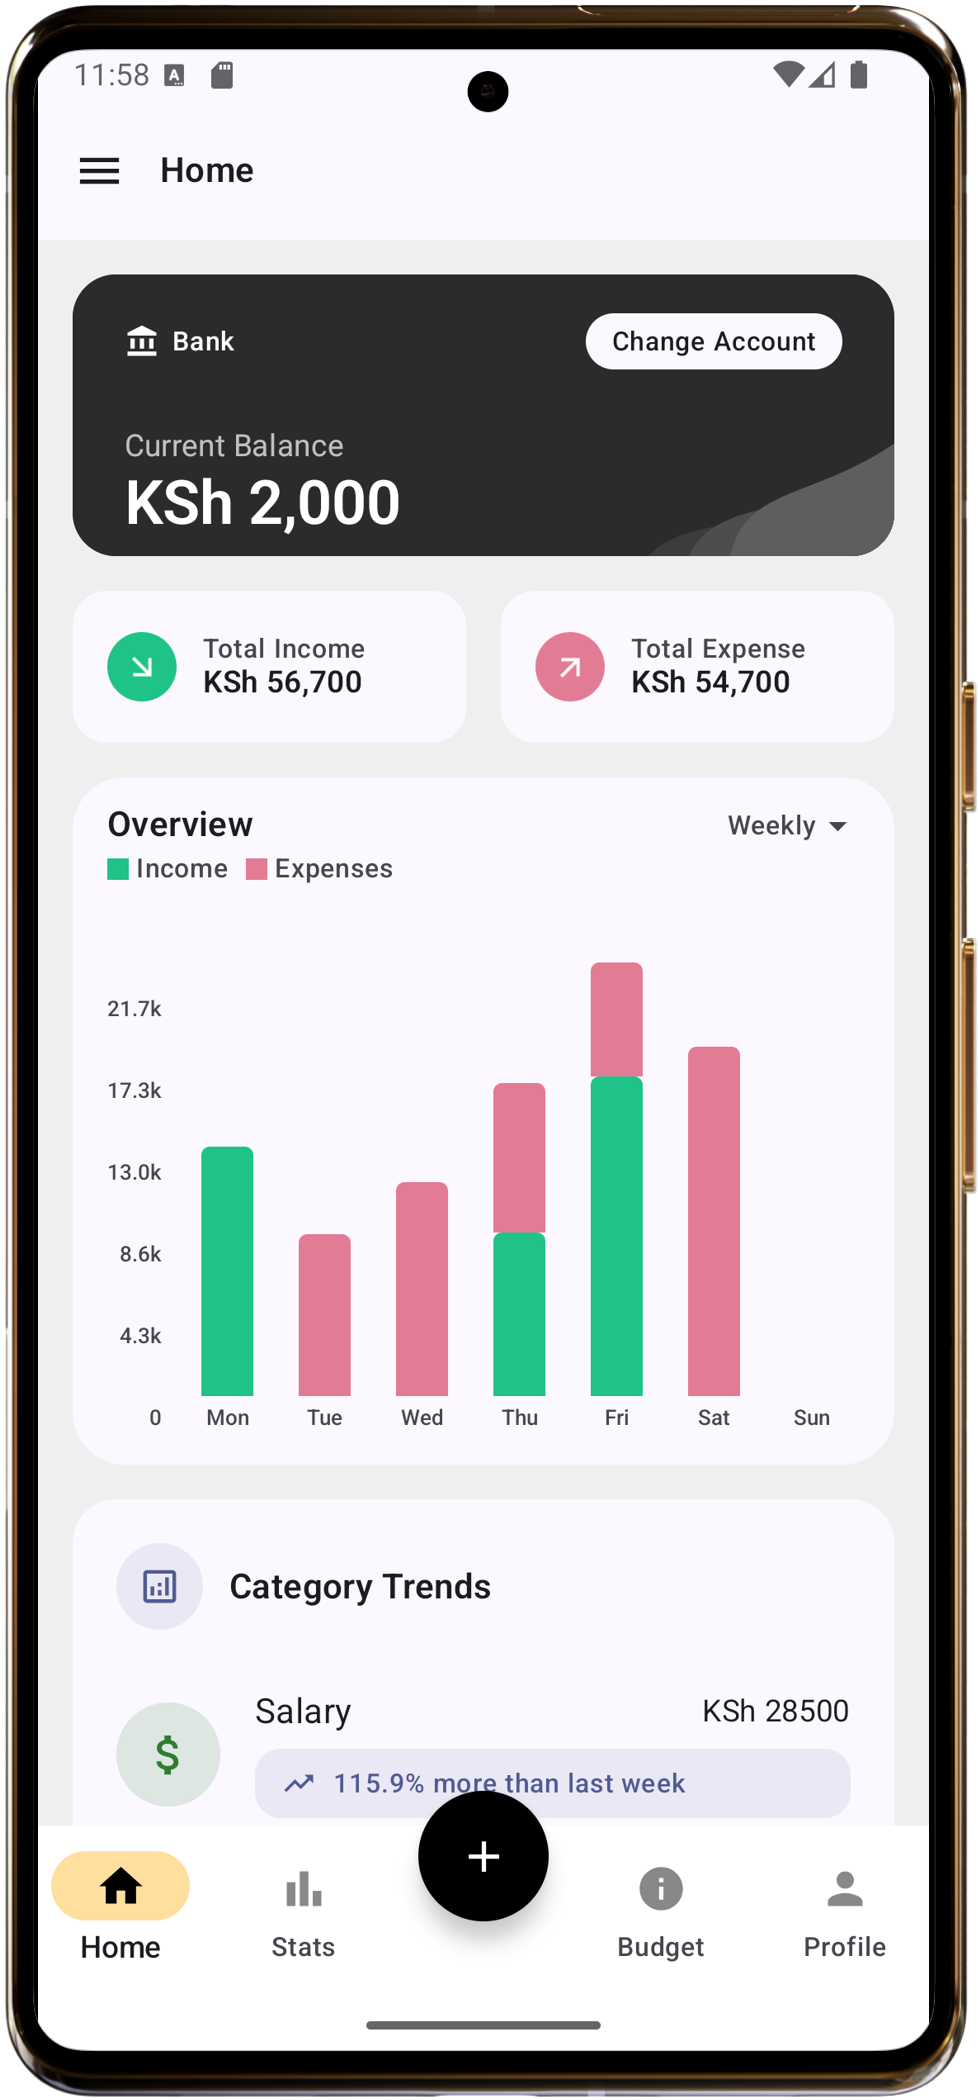 11:58
Home
Bank
Change Account
Current Balance
KSh 2,000
Total Income
KSh 56,700
Total Expense
KSh 54,700
Overview
Weekly
Income Expenses
21.7k
17.3k
13.0k
8.6k
4.3k
0 Mon Tue Wed Thu Fri Sat Sun
Category Trends
Salary KSh 28500
$
115.9% more than last week
+
Home Stats Budget Profile